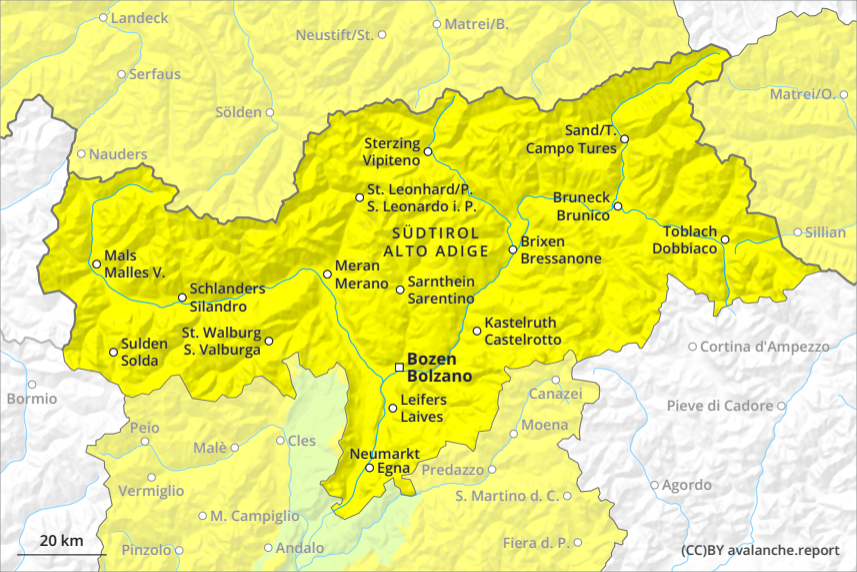 Landeck
Matrei/B.
Neustift/St.
Serfaus
Matrei/O.
Sölden
Sand/T.
Campo Tures
Sterzing
Vipiteno
Nauders
St. Leonhard/P.
S. Leonardo i. P.
Bruneck
Brunico
SÜDTIROL
ALTO ADIGE
Toblach
Dobbiaco
Sillian
Brixen
Bressanone
Mals
Malles V.
Meran
Merano
Sarnthein
Sarentino
Schlanders
Silandro
Kastelruth
Castelrotto
St. Walburg
S. Valburga
Sulden
Solda
Cortina d'Ampezzo
Bozen
Bolzano
Bormio
Canazei
Leifers
Laives
Pieve di Cadore
Moena
Peio
Malè
Cles
Neumarkt
Egna
Predazzo
Vermiglio
Agordo
S. Martino d. C.
M. Campiglio
20 km
Pinzolo
Andalo
Fiera d. P.
(CC)BY avalanche.report